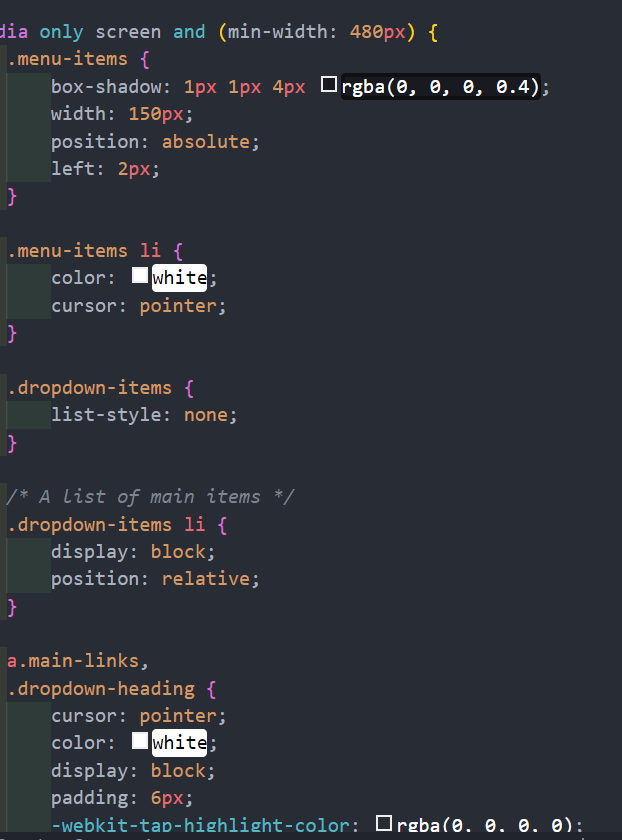 dia only screen and (min-width: 480px) {
.menu-items {
box-shadow: 1px 1px 4px rgba(0, 0, 0, 0.4);
width: 150px;
position: absolute;
left: 2px;
}
.menu-items li {
color: white;
cursor: pointer;
}
.dropdown-items {
list-style: none;
}
/* A list of main items */
.dropdown-items li {
display: block;
position: relative;
}
a.main-links,
.dropdown-heading {
cursor: pointer;
color: white;
display: block;
padding: 6px;
-webkit-tap-highlight-color: rgba(0, 0, 0, 0);